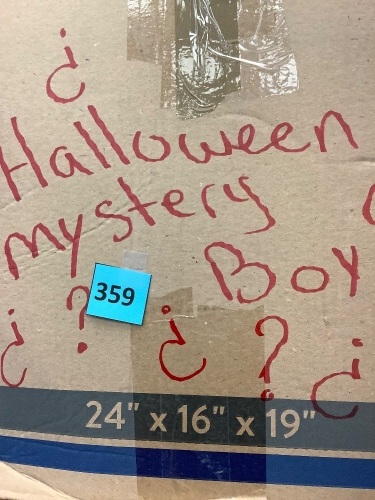 ¿
Halloween
mystery
Boy
359
¿ ? ¿ ? ¿
24" x 16" x 19"